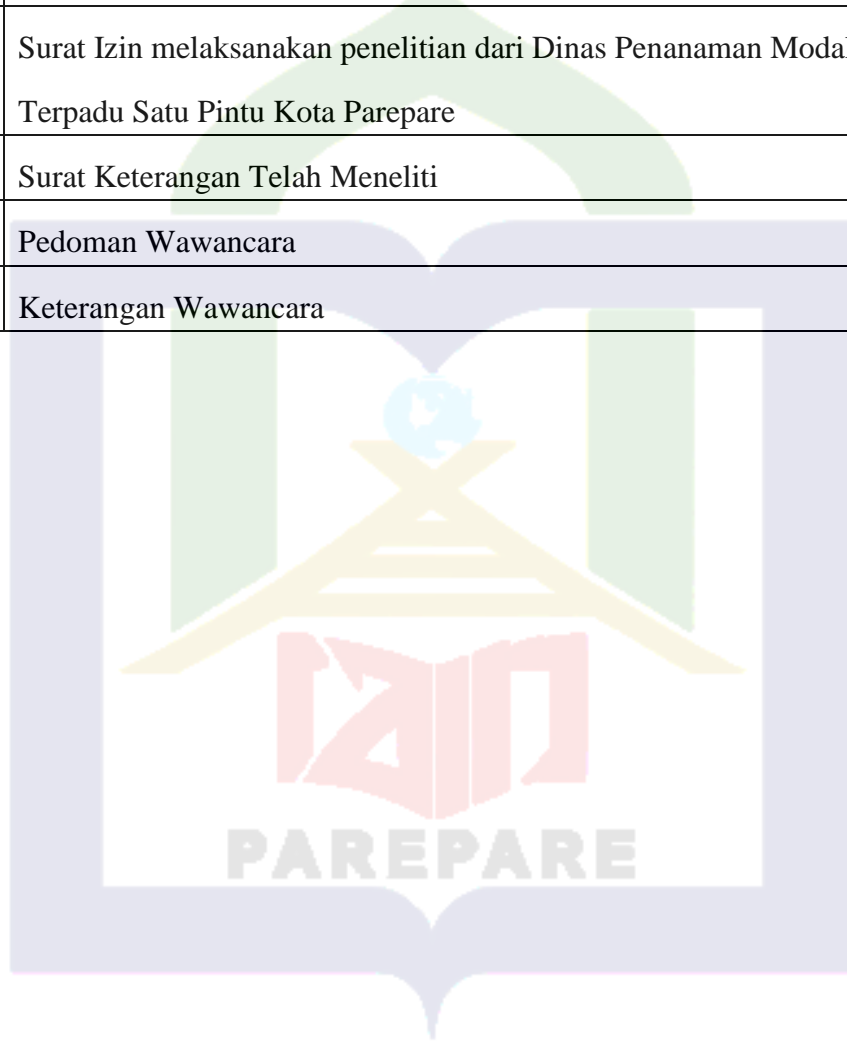 Surat Izin melaksanakan penelitian dari Dinas Penanaman Modal
Terpadu Satu Pintu Kota Parepare
Surat Keterangan Telah Meneliti
Pedoman Wawancara
Keterangan Wawancara
iain
PAREPARE